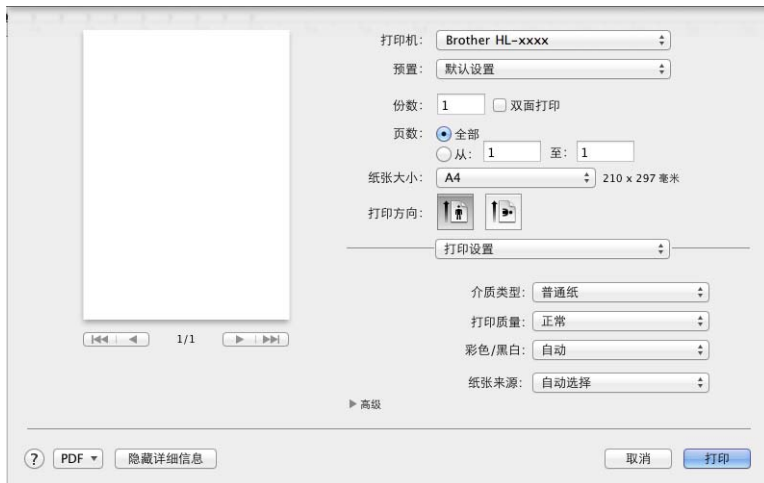 打印机: Brother HL-xxxx
预置: 默认设置
份数: 1 双面打印
页数: 全部
从: 1 至: 1
纸张大小: A4 210 x 297 毫米
打印方向:
打印设置
介质类型: 普通纸
打印质量: 正常
1/1
彩色/黑白: 自动
纸张来源: 自动选择
高级
? PDF 隐藏详细信息 取消 打印